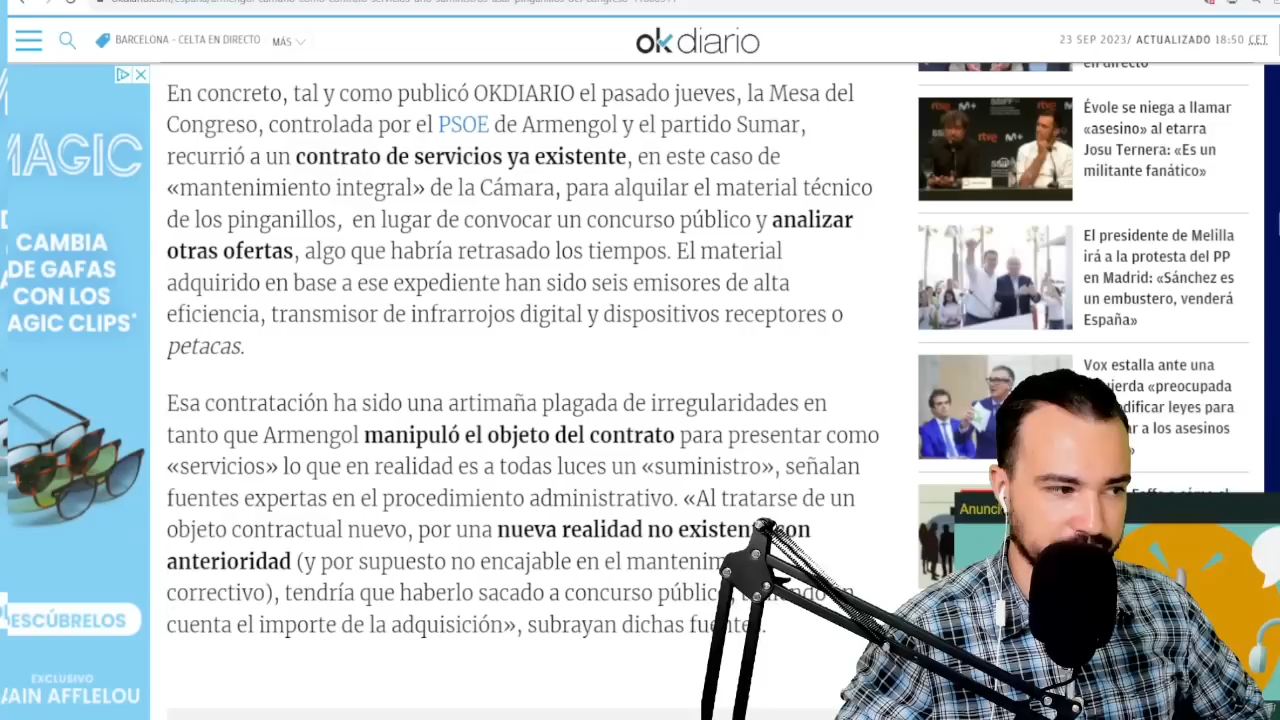 BARCELONA - CELTA EN DIRECTO
MÁS
okdiario
23 SEP 2023/ ACTUALIZADO 18:50 CET
En concreto, tal y como publicó OKDIARIO el pasado jueves, la Mesa del
Congreso, controlada por el PSOE de Armengol y el partido Sumar,
recurrió a un contrato de servicios ya existente, en este caso de
«mantenimiento integral» de la Cámara, para alquilar el material técnico
de los pinganillos, en lugar de convocar un concurso público y analizar
otras ofertas, algo que habría retrasado los tiempos. El material
adquirido en base a ese expediente han sido seis emisores de alta
eficiencia, transmisor de infrarrojos digital y dispositivos receptores o
petacas.
Esa contratación ha sido una artimaña plagada de irregularidades en
tanto que Armengol manipuló el objeto del contrato para presentar como
«servicios» lo que en realidad es a todas luces un «suministro», señalan
fuentes expertas en el procedimiento administrativo. «Al tratarse de un
objeto contractual nuevo, por una nueva realidad no existen con
anterioridad (y por supuesto no encajable en el mantenim
correctivo), tendría que haberlo sacado a concurso públic
cuenta el importe de la adquisición», subrayan dichas fuentes.
en directo
Évole se niega a llamar
«asesino» al etarra
Josu Ternera: «Es un
militante fanático»
El presidente de Melilla
irá a la protesta del PP
en Madrid: «Sánchez es
un embustero, venderá
España»
Vox estalla ante una
uierda «preocupada
odificar leyes para
ar a los asesinos
Anunci
MAGIC
CAMBIA
DE GAFAS
CON LOS
AGIC CLIPS*
ESCÚBRELOS
EXCLUSIVO
AIN AFFLELOU